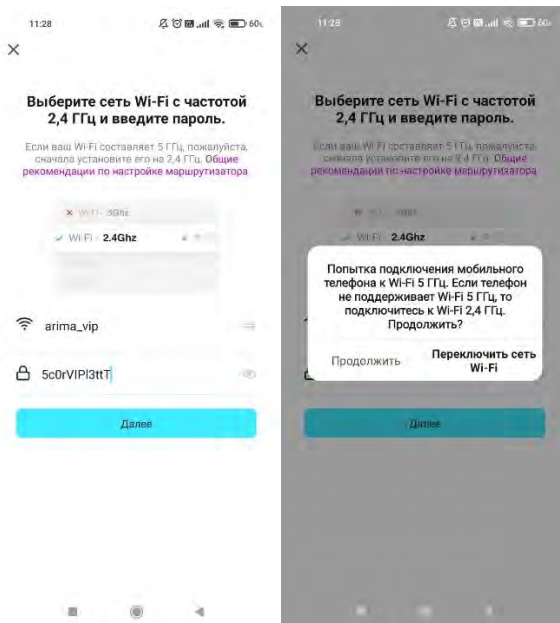 11:28
60%
Выберите сеть Wi-Fi с частотой
2,4 ГГц и введите пароль.
Если ваш Wi-Fi составляет 5 ГГц, пожалуйста,
сначала установите его на 2,4 ГГц. Общие
рекомендации по настройке маршрутизатора
Wi-Fi - 5Ghz
Wi-Fi - 2.4Ghz
arima_vip
5c0rVIPl3ttT
Далее
11:28
60%
Выберите сеть Wi-Fi с частотой
2,4 ГГц и введите пароль.
Если ваш Wi-Fi составляет 5 ГГц, пожалуйста,
сначала установите его на 2,4 ГГц. Общие
рекомендации по настройке маршрутизатора
Wi-Fi - 2.4Ghz
Попытка подключения мобильного
телефона к Wi-Fi 5 ГГц. Если телефон
не поддерживает Wi-Fi 5 ГГц, то
подключитесь к Wi-Fi 2,4 ГГц.
Продолжить?
Продолжить
Переключить сеть
Wi-Fi
Далее